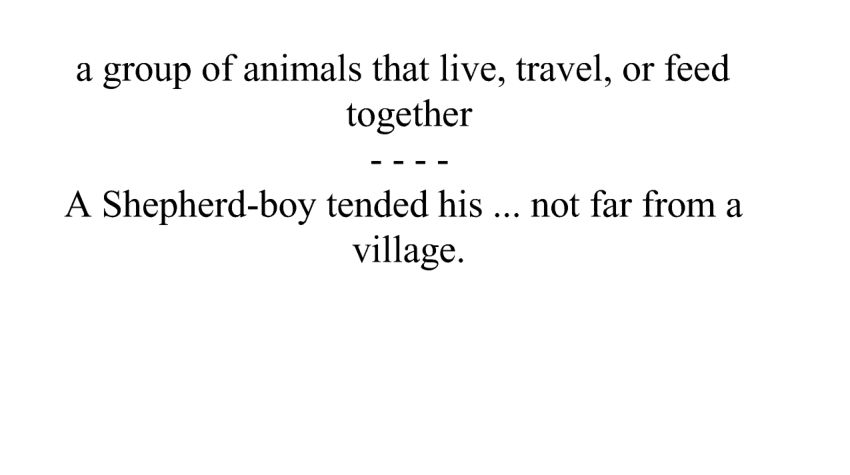 a group of animals that live, travel, or feed
together
- - - -
A Shepherd-boy tended his ... not far from a
village.